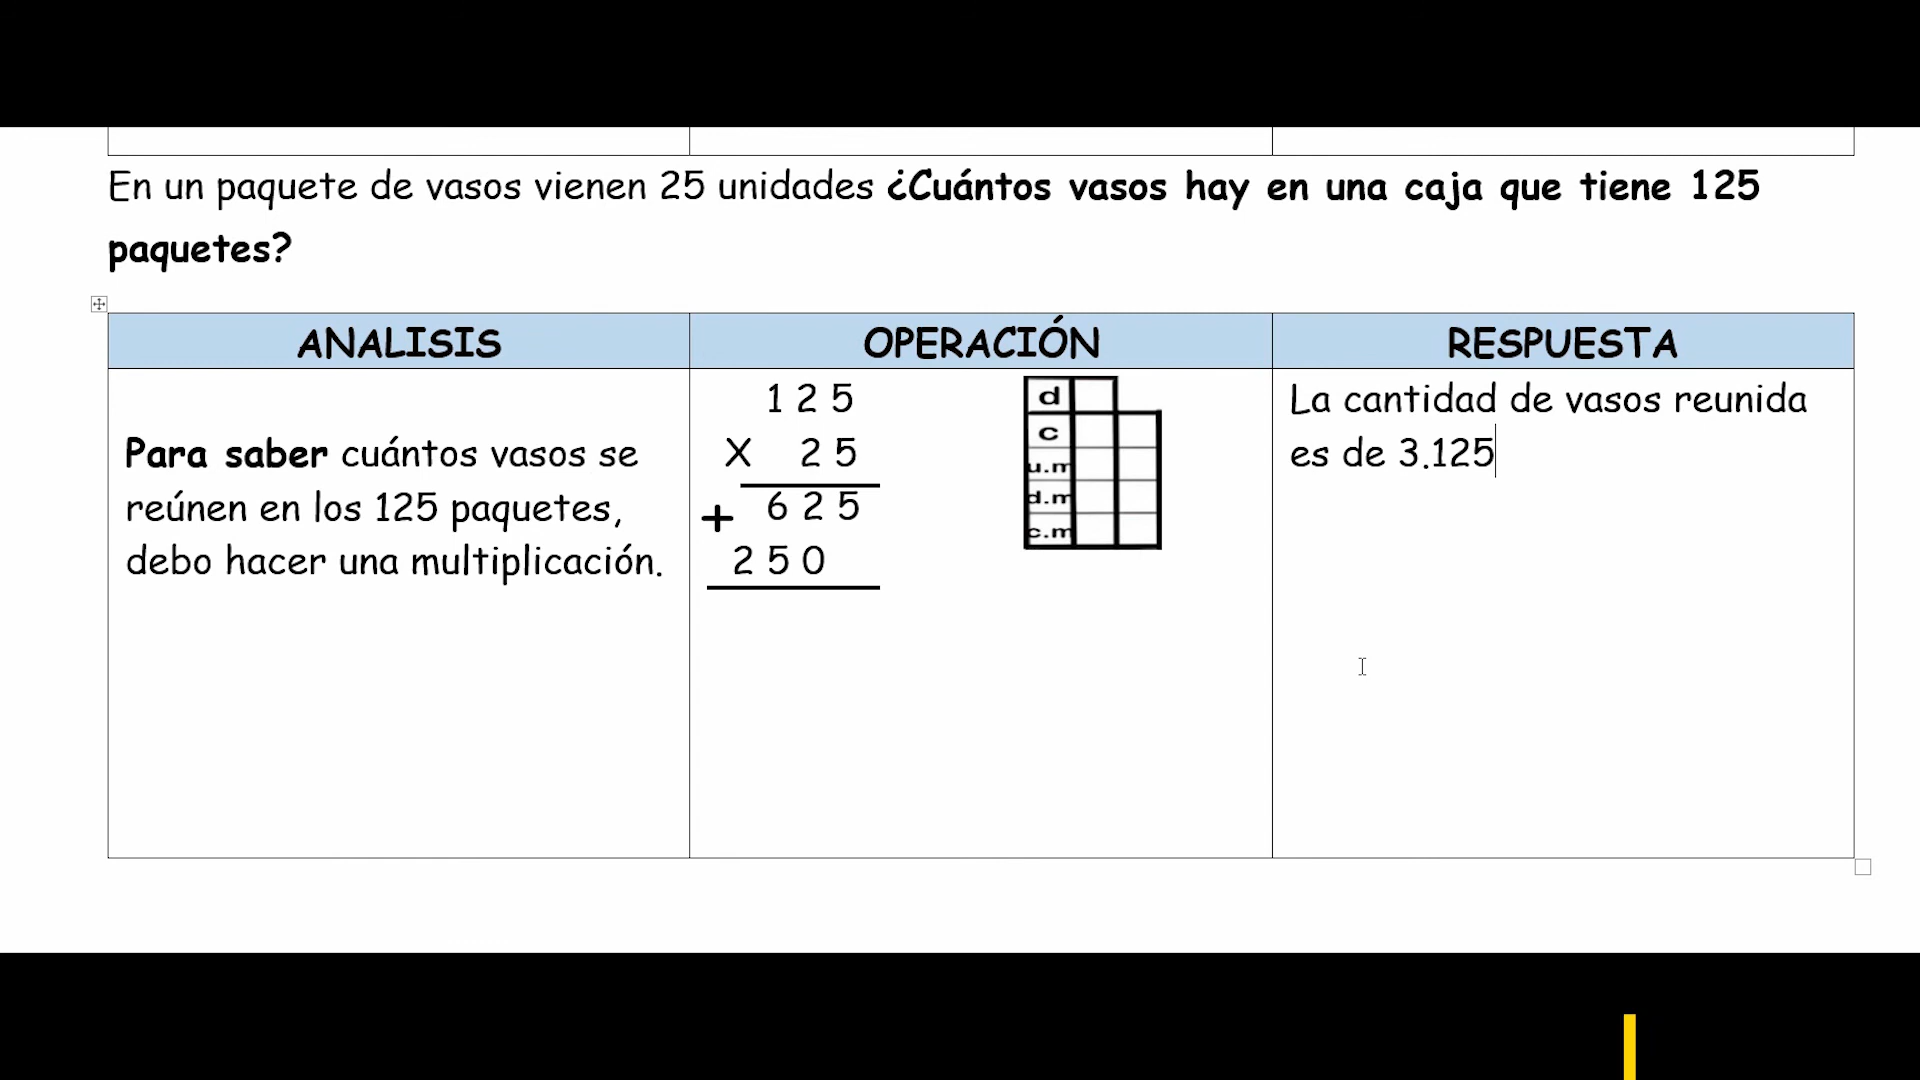 En un paquete de vasos vienen 25 unidades ¿Cuántos vasos hay en una caja que tiene 125
paquetes?
ANALISIS
OPERACIÓN
RESPUESTA
Para saber cuántos vasos se
reúnen en los 125 paquetes,
debo hacer una multiplicación.
1 2 5
X 2 5
+ 6 2 5
2 5 0
d
c
u.m
d.m
c.m
La cantidad de vasos reunida
es de 3.125